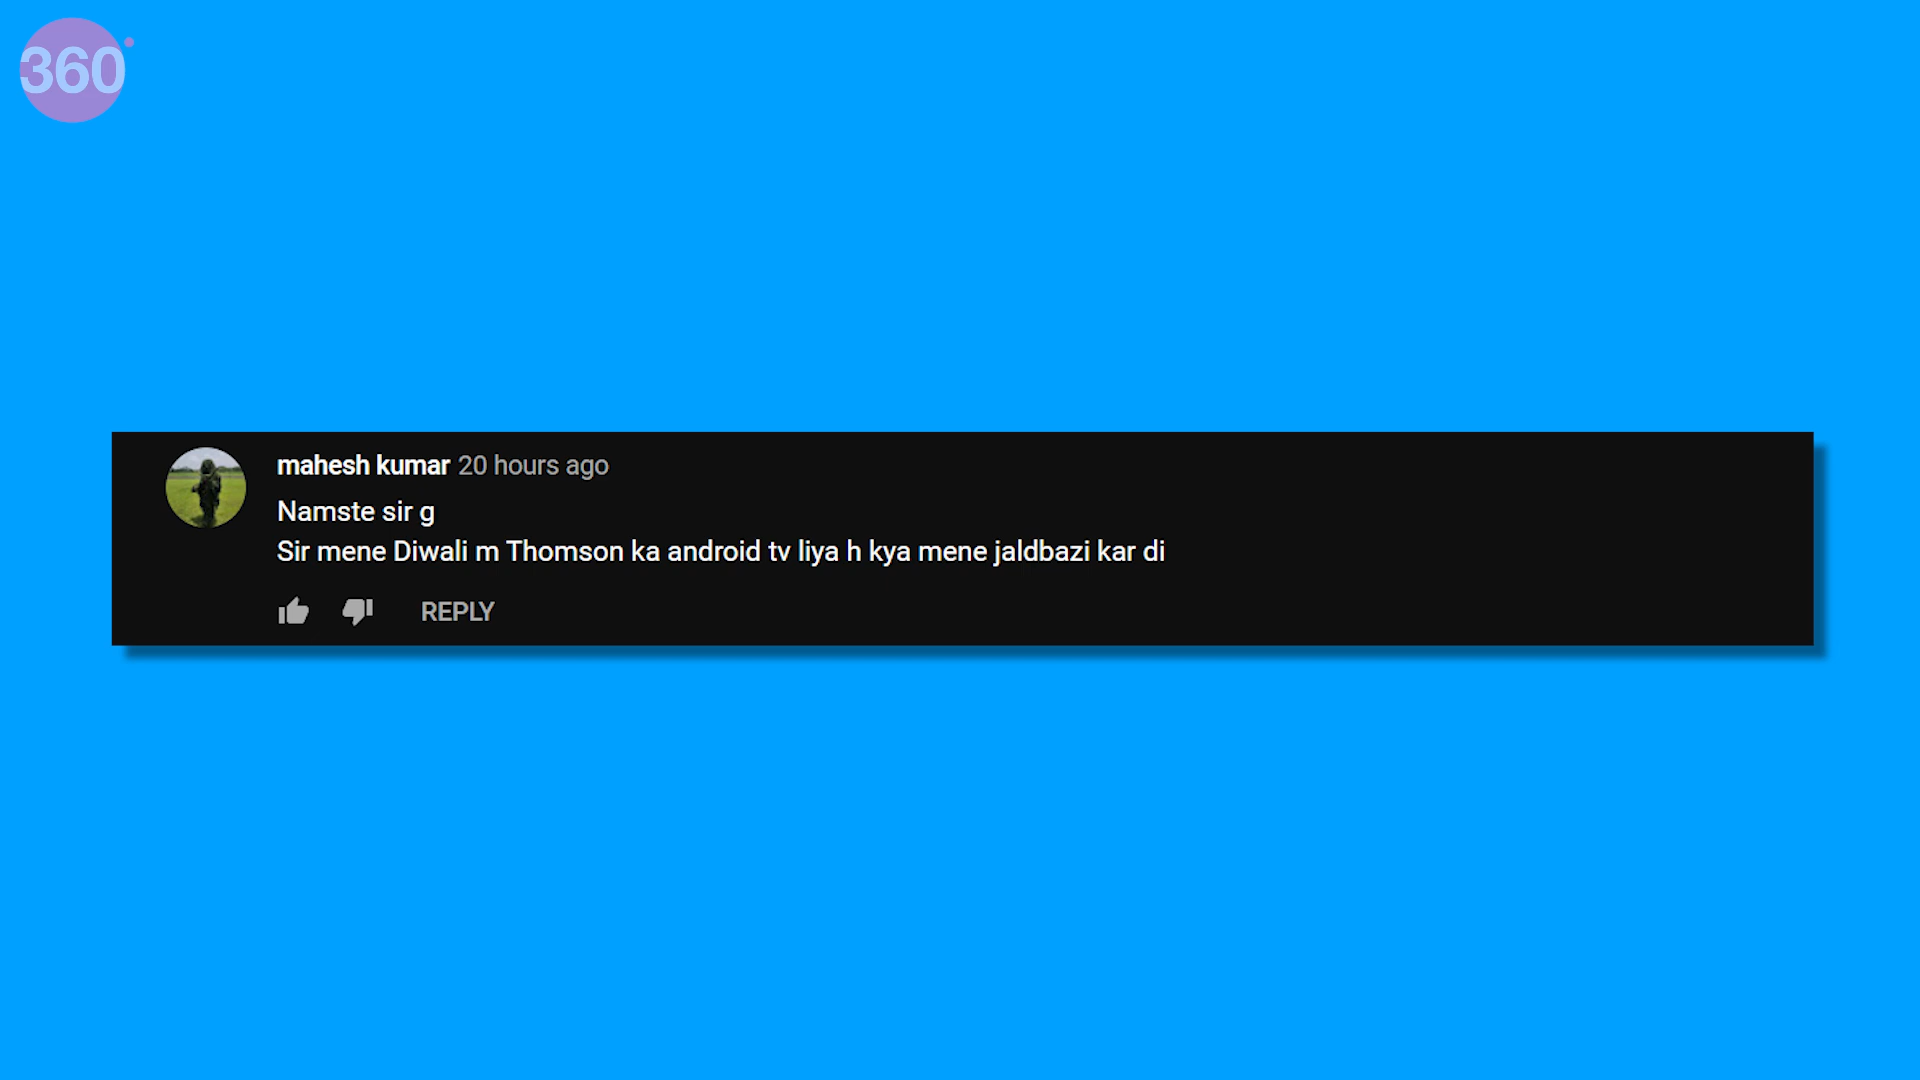 360
mahesh kumar 20 hours ago
Namste sir g
Sir mene Diwali m Thomson ka android tv liya h kya mene jaldbazi kar di
REPLY